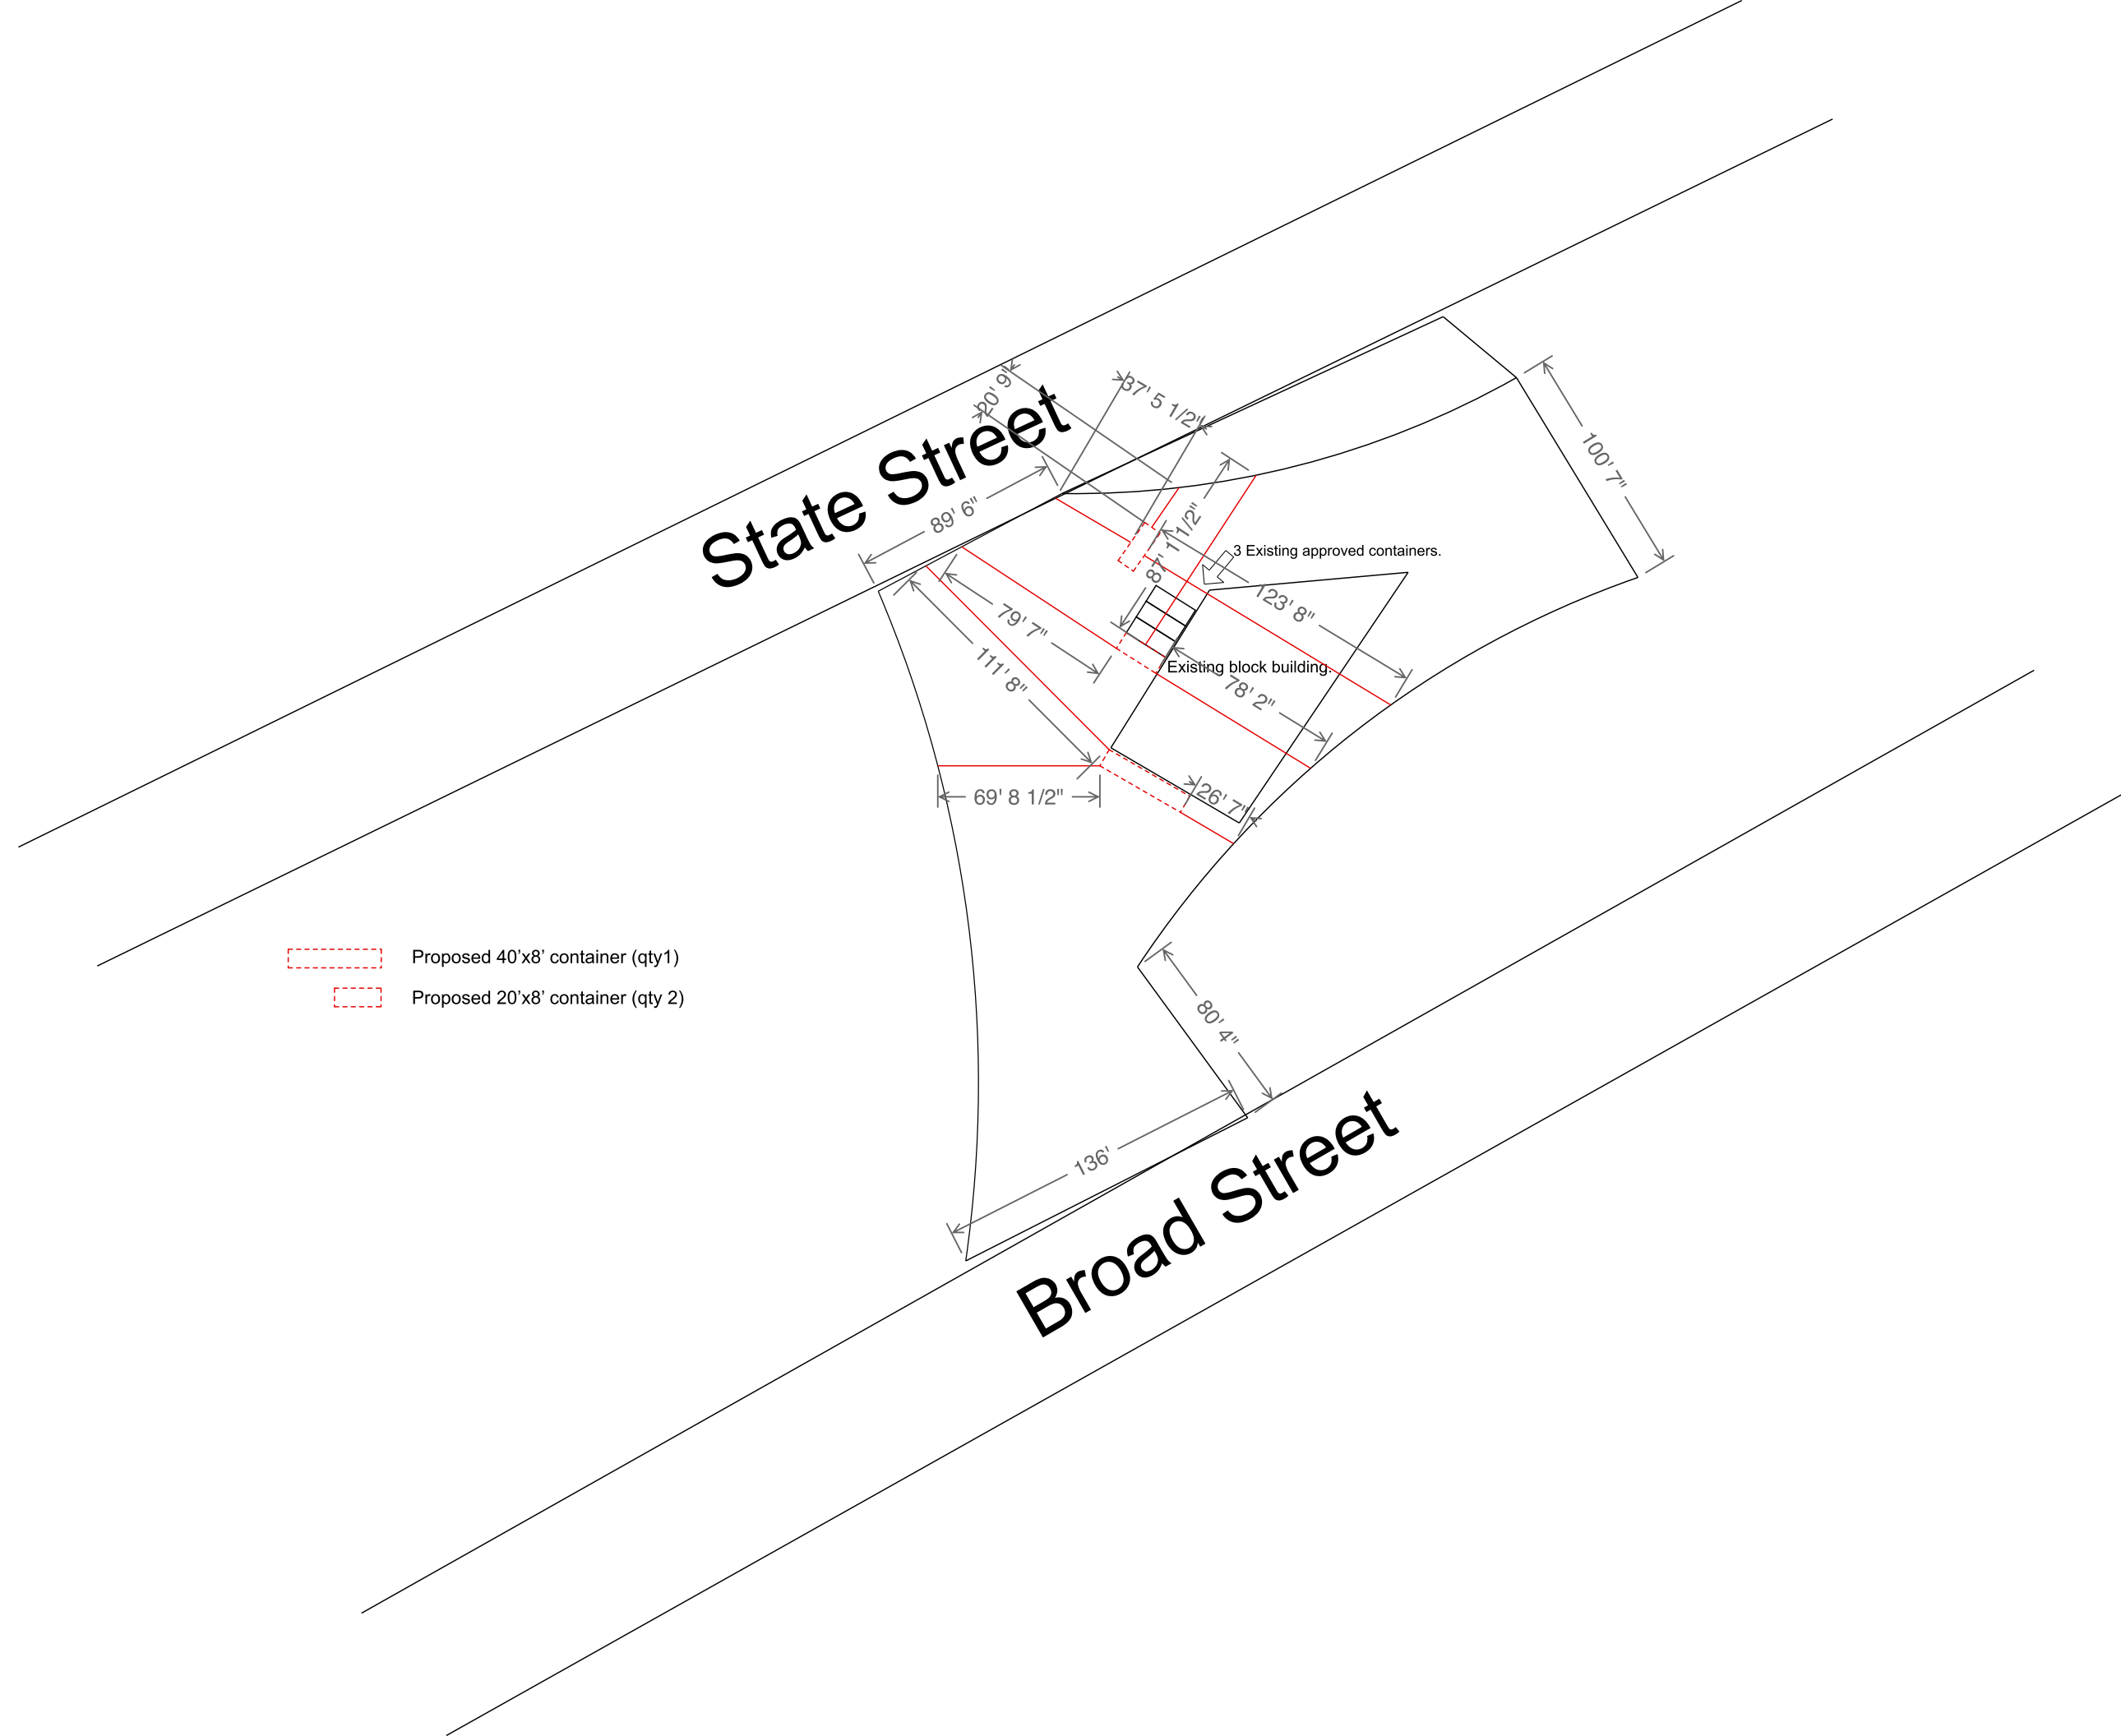 20' 9"
37' 5 1/2"
State Street
89' 6"
100' 7"
87' 1 1/2"
3 Existing approved containers.
123' 8"
79' 7"
111' 8"
Existing block building.
78' 2"
69' 8 1/2"
26' 7"
Proposed 40’x8’ container (qty1)
Proposed 20’x8’ container (qty 2)
80' 4"
136'
Broad Street